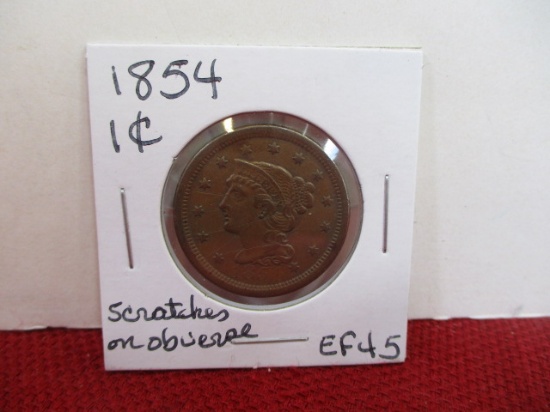 1854
1¢
scratches
on obverse
EF45